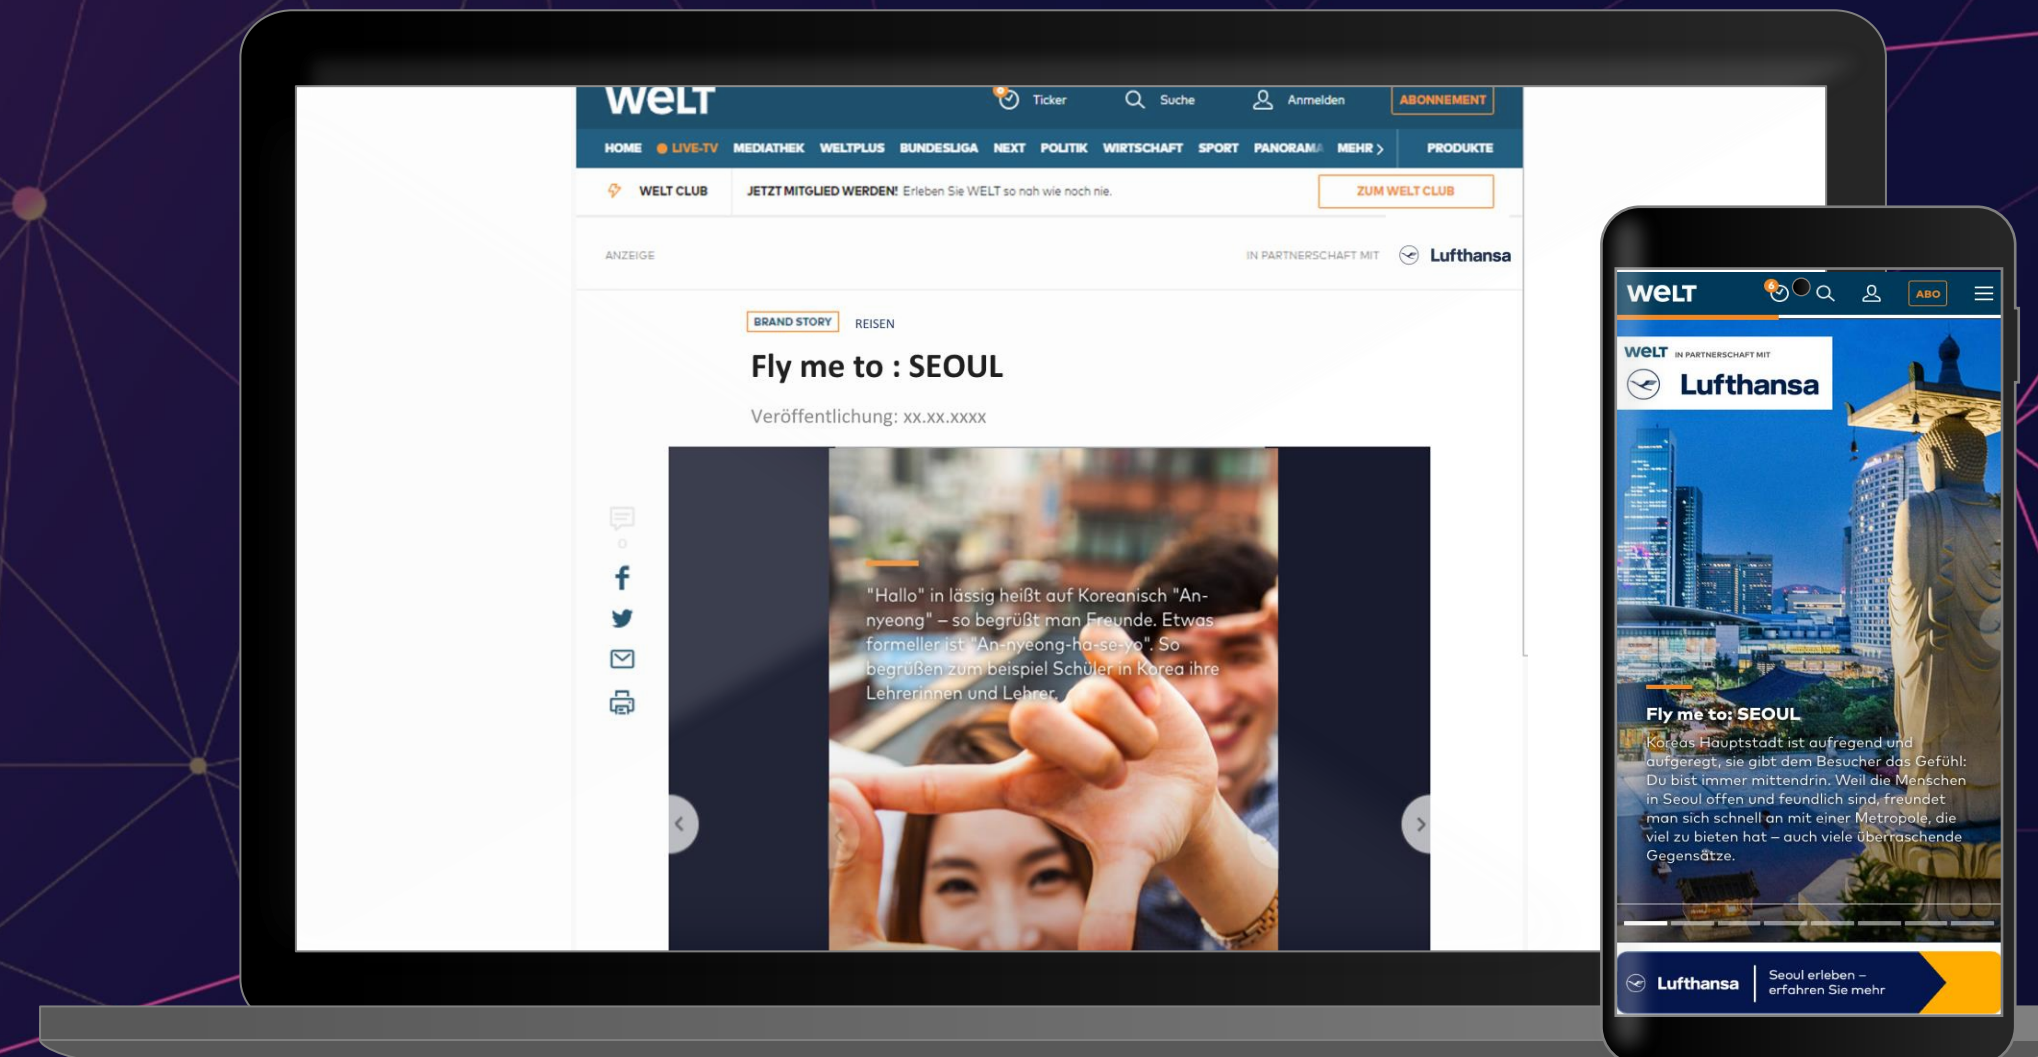 WELT
Ticker
Suche
Anmelden
ABONNEMENT
HOME LIVE-TV MEDIATHEK WELTPLUS BUNDESLIGA NEXT POLITIK WIRTSCHAFT SPORT PANORAMA MEHR > PRODUKTE
WELT CLUB JETZT MITGLIED WERDEN! Erleben Sie WELT so nah wie noch nie. ZUM WELT CLUB
ANZEIGE IN PARTNERSCHAFT MIT Lufthansa
BRAND STORY REISEN
Fly me to : SEOUL
Veröffentlichung: xx.xx.xxxx
0
"Hallo" in lässig heißt auf Koreanisch "An-
nyeong" – so begrüßt man Freunde. Etwas
formeller ist "An-nyeong-ha-se-yo". So
begrüßen zum beispiel Schüler in Korea ihre
Lehrerinnen und Lehrer.
WELT 6 ABO
WELT IN PARTNERSCHAFT MIT
Lufthansa
Fly me to: SEOUL
Koreas Hauptstadt ist aufregend und
aufgeregt, sie gibt dem Besucher das Gefühl:
Du bist immer mittendrin. Weil die Menschen
in Seoul offen und feundlich sind, freundet
man sich schnell an mit einer Metropole, die
viel zu bieten hat – auch viele überraschende
Gegensätze.
Lufthansa
Seoul erleben –
erfahren Sie mehr